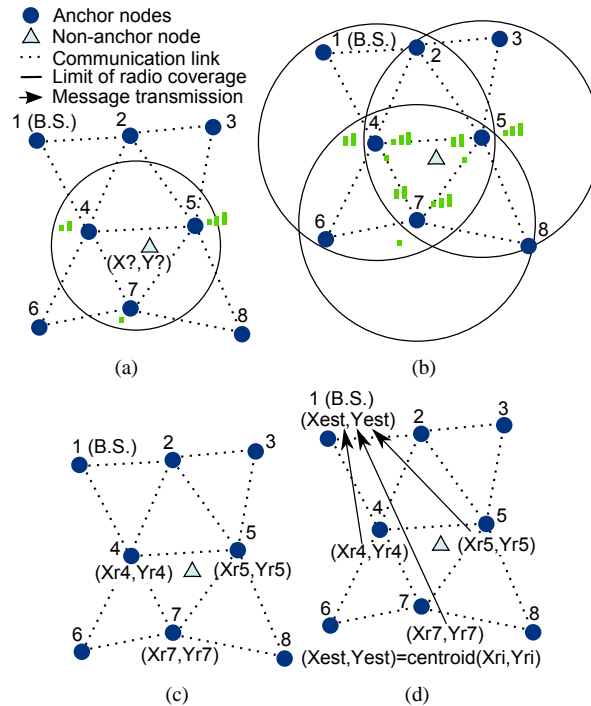 Anchor nodes
Non-anchor node
Communication link
Limit of radio coverage
Message transmission
1 (B.S.)
2
3
4
5
(X?,Y?)
7
6
8
(a)
1 (B.S.)
2
3
4
5
7
6
8
(b)
1 (B.S.)
2
3
4
5
(Xr4,Yr4)
(Xr5,Yr5)
6
7
8
(Xr7,Yr7)
(c)
1 (B.S.)
(Xest,Yest)
2
3
4
5
(Xr4,Yr4)
(Xr5,Yr5)
6
7
8
(Xr7,Yr7)
(Xest,Yest)=centroid(Xri,Yri)
(d)